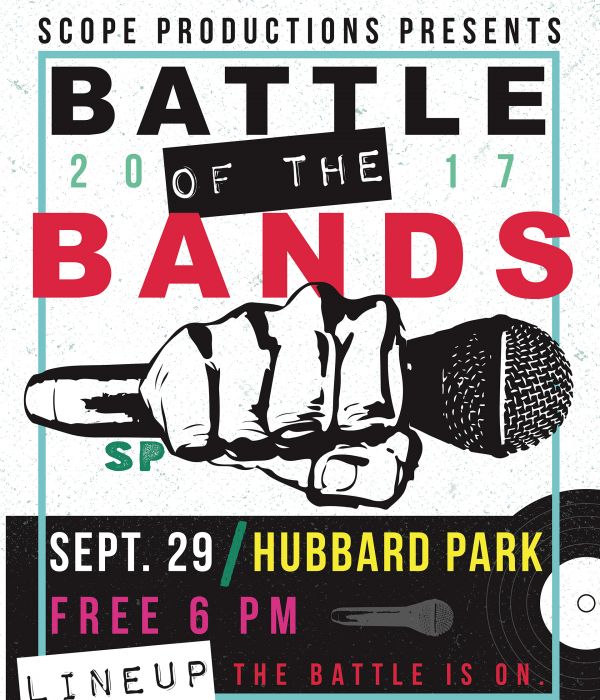 SCOPE PRODUCTIONS PRESENTS
BATTLE
20 OF THE 17
BANDS
SP
SEPT. 29 / HUBBARD PARK
FREE 6 PM
LINEUP THE BATTLE IS ON.